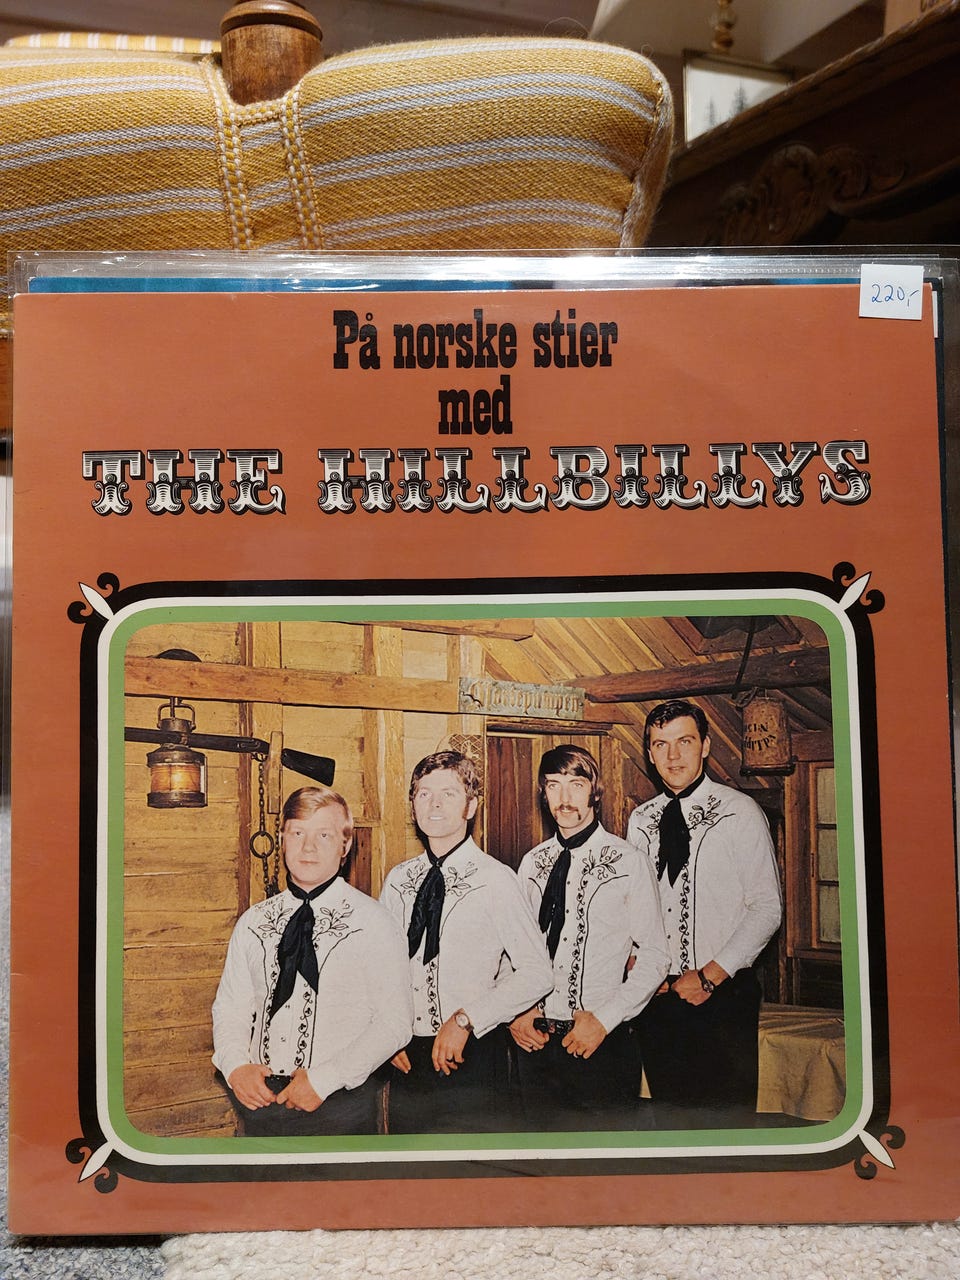 220,-
På norske stier
med
THE HILLBILLYS